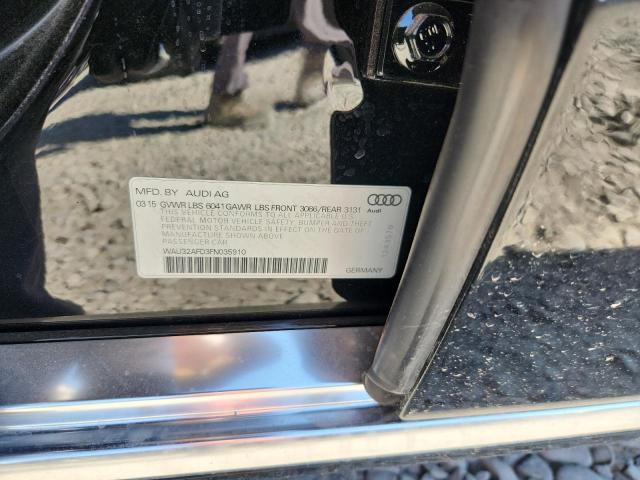 MFD. BY AUDI AG
03 15 GVWR LBS 6041 GAWR LBS FRONT 3086/REAR 3131
THIS VEHICLE CONFORMS TO ALL APPLICABLE U.S.
FEDERAL MOTOR VEHICLE SAFETY, BUMPER AND THEFT
PREVENTION STANDARDS IN EFFECT ON THE DATE OF
MANUFACTURE SHOWN ABOVE
PASSENGER CAR
WAU32AFD3FN035910
Audi
GERMANY